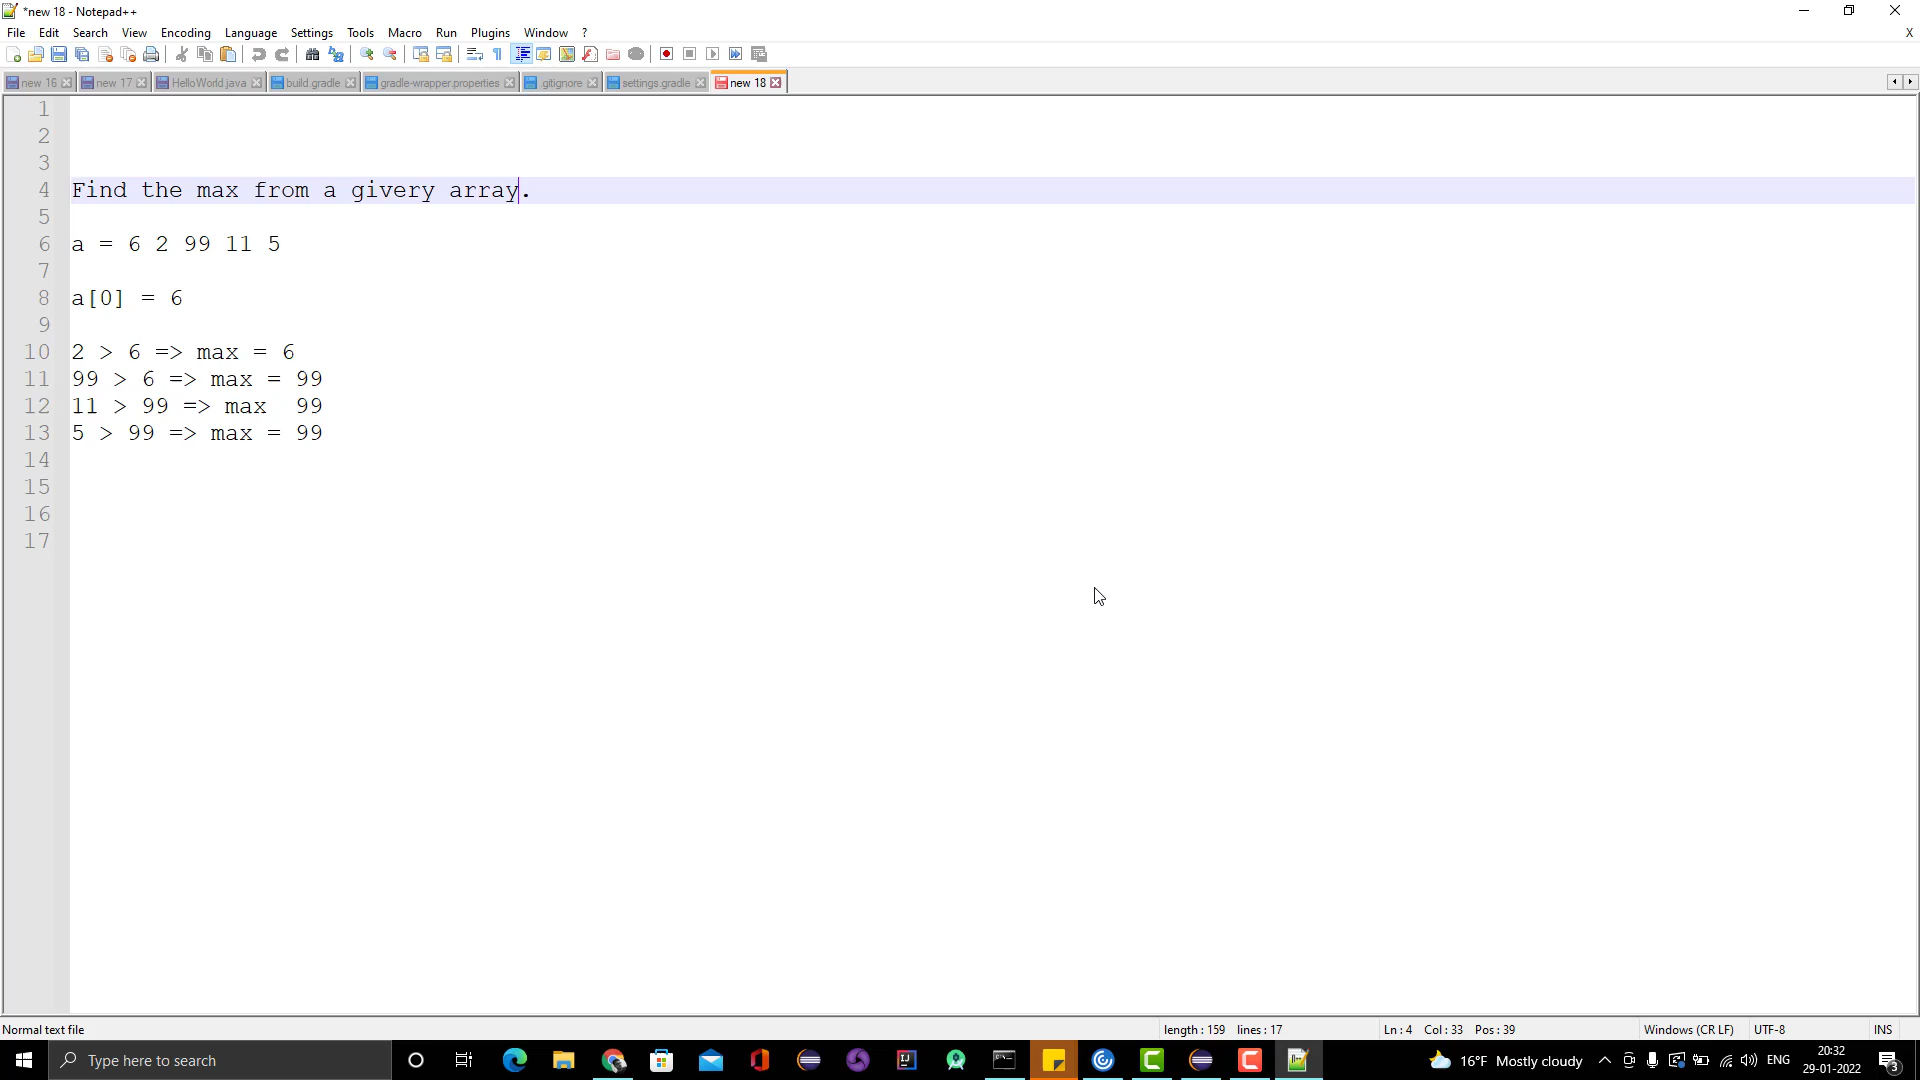 *new 18 - Notepad++
File Edit Search View Encoding Language Settings Tools Macro Run Plugins Window ? X
new 16 new 17 HelloWorld.java build.gradle gradle-wrapper.properties .gitignore settings.gradle new 18
1
2
3
4 Find the max from a givery array.
5
6 a = 6 2 99 11 5
7
8 a[0] = 6
9
10 2 > 6 => max = 6
11 99 > 6 => max = 99
12 11 > 99 => max  99
13 5 > 99 => max = 99
14
15
16
17
Normal text file length : 159 lines : 17 Ln : 4 Col : 33 Pos : 39 Windows (CR LF) UTF-8 INS
Type here to search 16°F Mostly cloudy ENG 20:32
29-01-2022 3